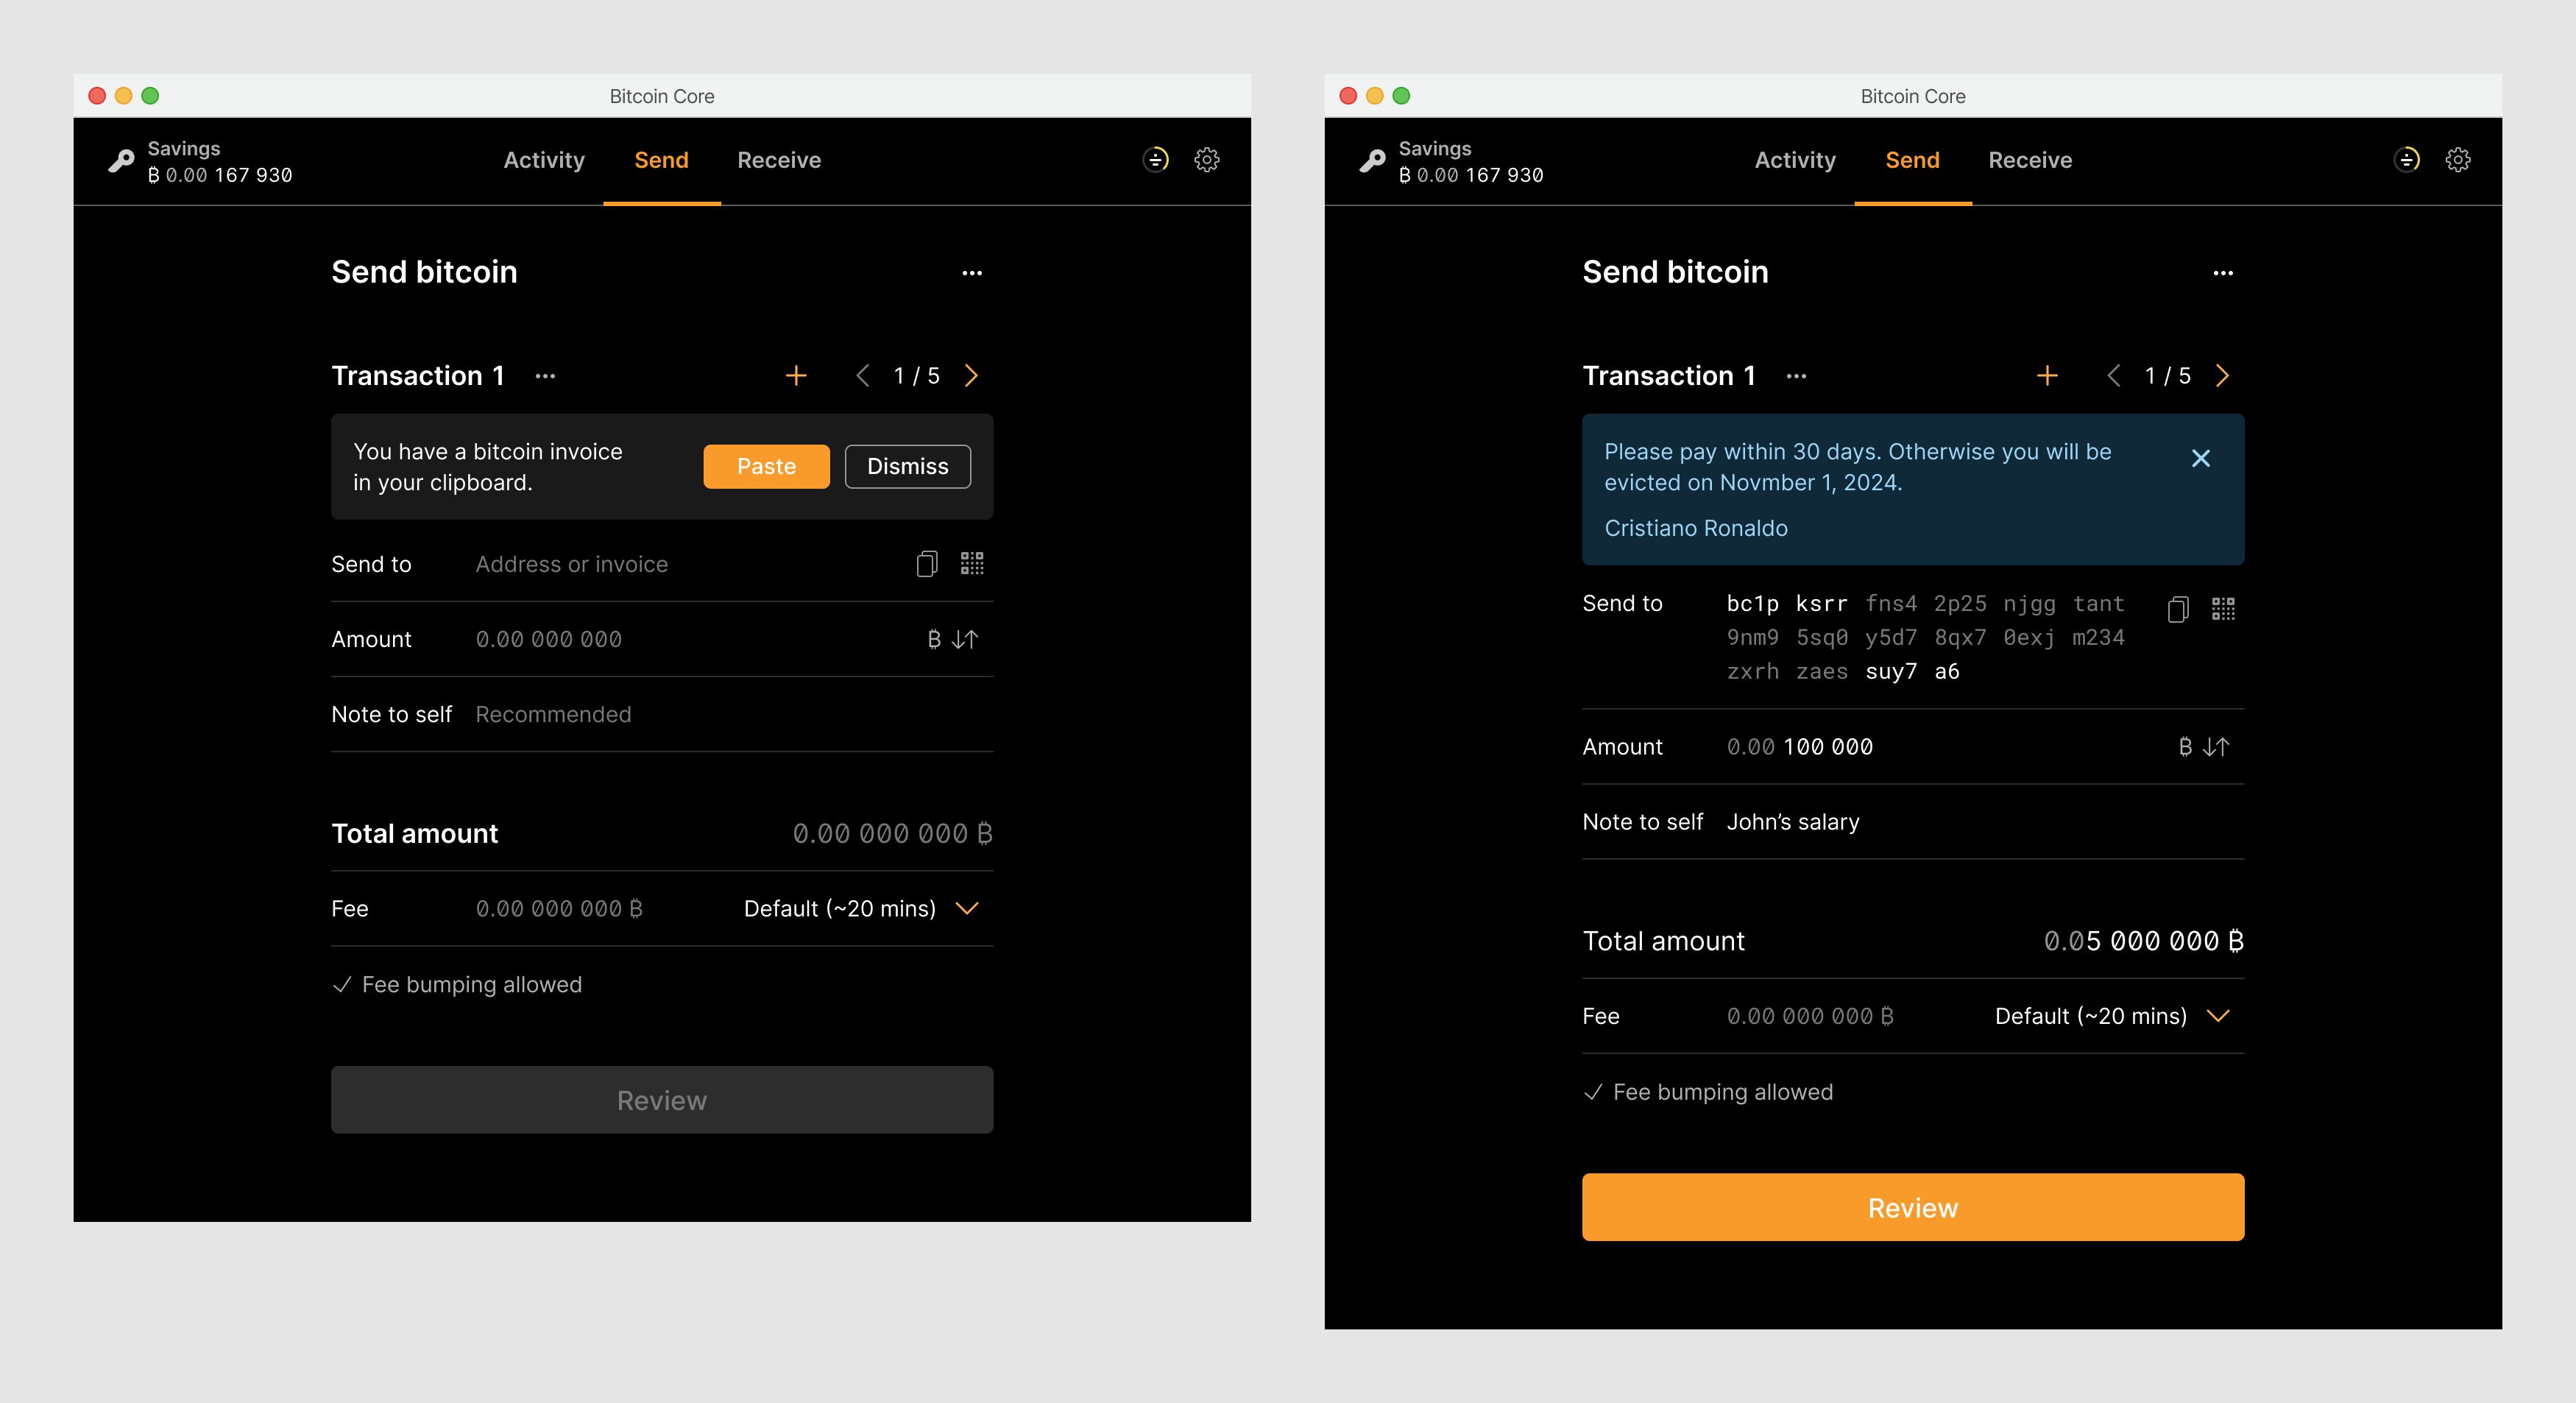 Bitcoin Core
Savings
₿ 0.00 167 930
Activity
Send
Receive
Send bitcoin
Transaction 1
1 / 5
You have a bitcoin invoice
in your clipboard.
Paste
Dismiss
Send to
Address or invoice
Amount
0.00 000 000
₿
Note to self
Recommended
Total amount
0.00 000 000 ₿
Fee
0.00 000 000 ₿
Default (~20 mins)
Fee bumping allowed
Review
Bitcoin Core
Savings
₿ 0.00 167 930
Activity
Send
Receive
Send bitcoin
Transaction 1
1 / 5
Please pay within 30 days. Otherwise you will be
evicted on Novmber 1, 2024.
Cristiano Ronaldo
Send to
bc1p ksrr fns4 2p25 njgg tant
9nm9 5sq0 y5d7 8qx7 0exj m234
zxrh zaes suy7 a6
Amount
0.00 100 000
₿
Note to self
John’s salary
Total amount
0.05 000 000 ₿
Fee
0.00 000 000 ₿
Default (~20 mins)
Fee bumping allowed
Review